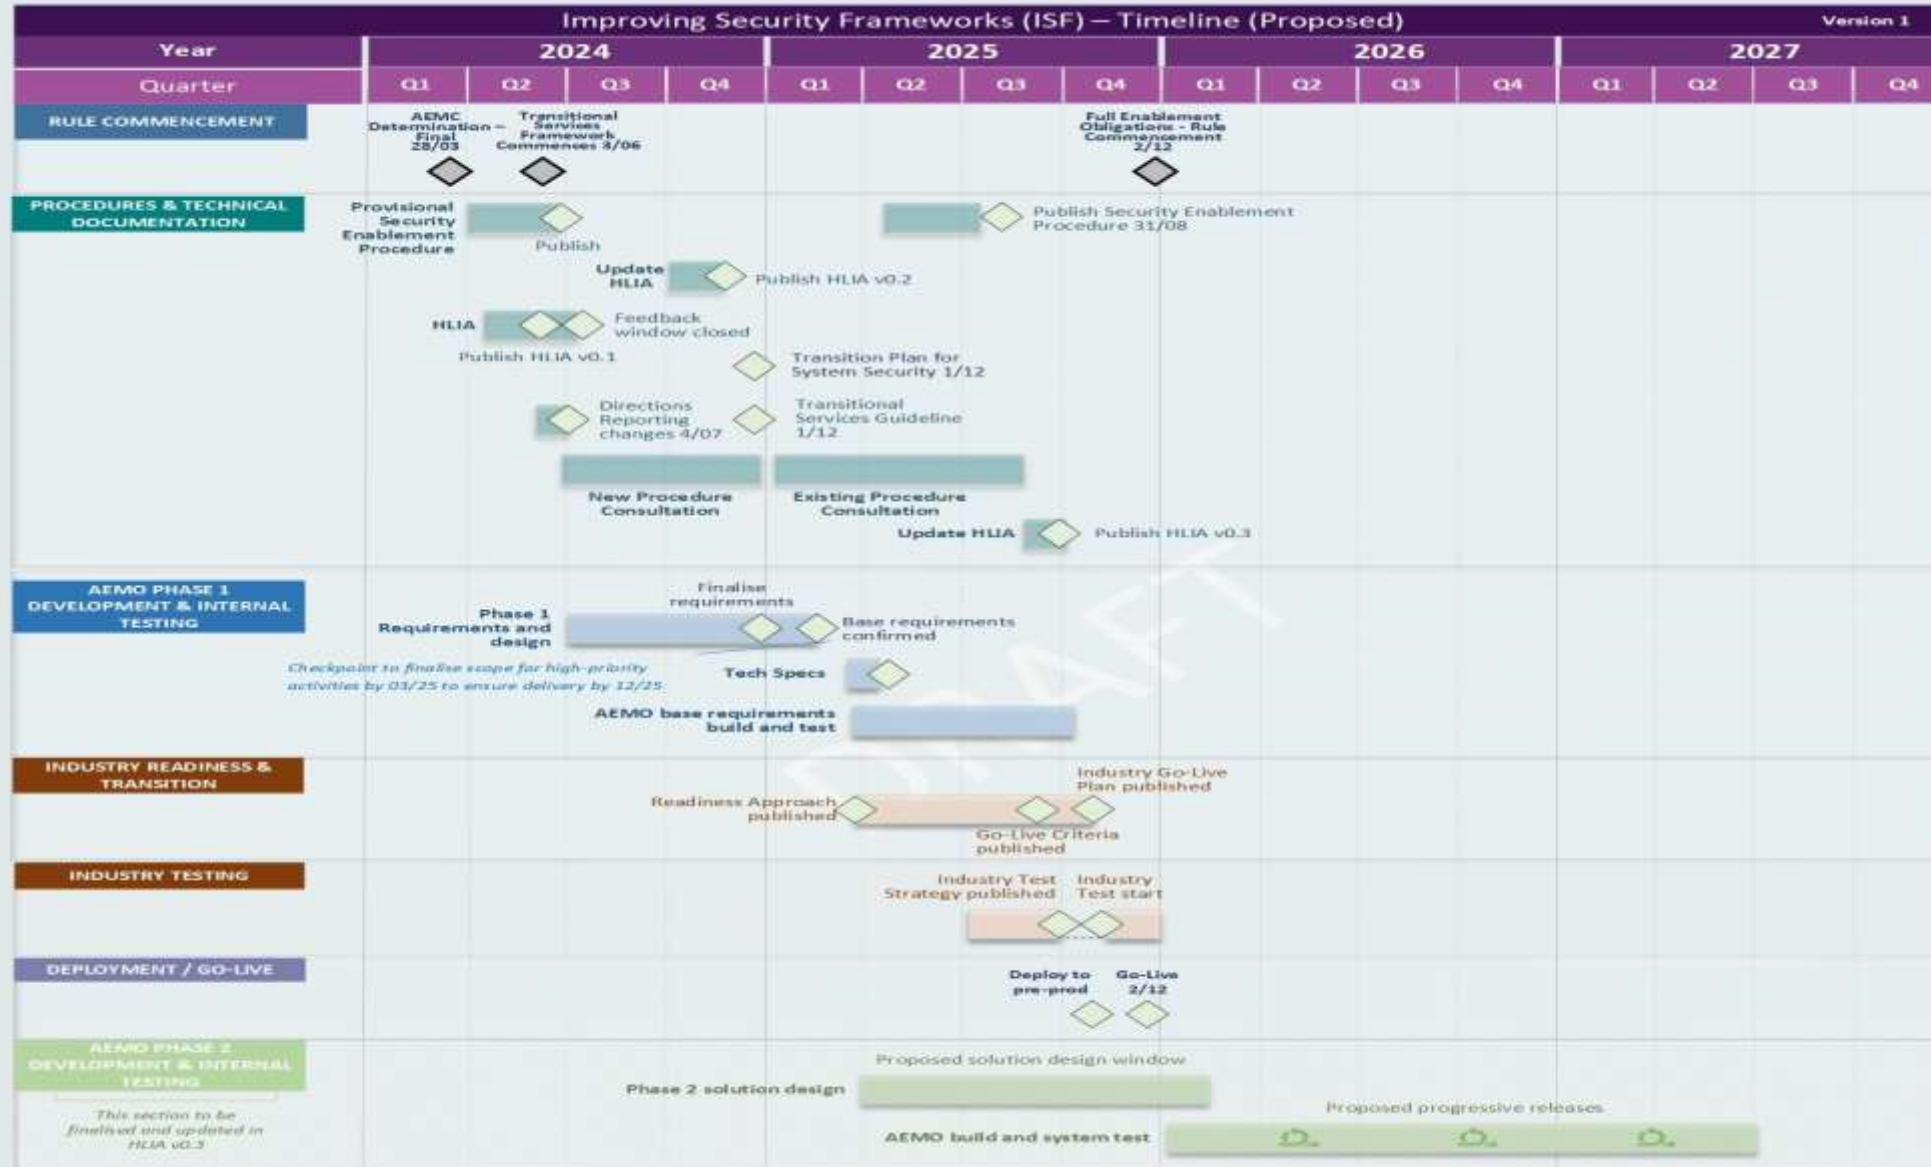 Improving Security Frameworks (ISF) – Timeline (Proposed)
Version 1
Year
2024
2025
2026
2027
Quarter
Q1
Q2
Q3
Q4
Q1
Q2
Q3
Q4
Q1
Q2
Q3
Q4
Q1
Q2
Q3
Q4
RULE COMMENCEMENT
AEMC
Determination –
Final
28/03
Transitional
Services
Framework
Commences 3/06
Full Enablement
Obligations - Rule
Commencement
2/12
PROCEDURES & TECHNICAL
DOCUMENTATION
Provisional
Security
Enablement
Procedure
Publish
Publish Security Enablement
Procedure 31/08
Update
HLIA
Publish HLIA v0.2
HLIA
Feedback
window closed
Publish HLIA v0.1
Transition Plan for
System Security 1/12
Directions
Reporting
changes 4/07
Transitional
Services Guideline
1/12
New Procedure
Consultation
Existing Procedure
Consultation
Update HLIA
Publish HLIA v0.3
AEMO PHASE 1
DEVELOPMENT & INTERNAL
TESTING
Finalise
requirements
Phase 1
Requirements and
design
Base requirements
confirmed
Checkpoint to finalise scope for high-priority
activities by 03/25 to ensure delivery by 12/25
Tech Specs
AEMO base requirements
build and test
DRAFT
INDUSTRY READINESS &
TRANSITION
Industry Go-Live
Plan published
Readiness Approach
published
Go-Live Criteria
published
INDUSTRY TESTING
Industry Test
Strategy published
Industry
Test start
DEPLOYMENT / GO-LIVE
Deploy to
pre-prod
Go-Live
2/12
AEMO PHASE 2
DEVELOPMENT & INTERNAL
TESTING
Proposed solution design window
Phase 2 solution design
This section to be
finalised and updated in
HLIA v0.3
Proposed progressive releases
AEMO build and system test